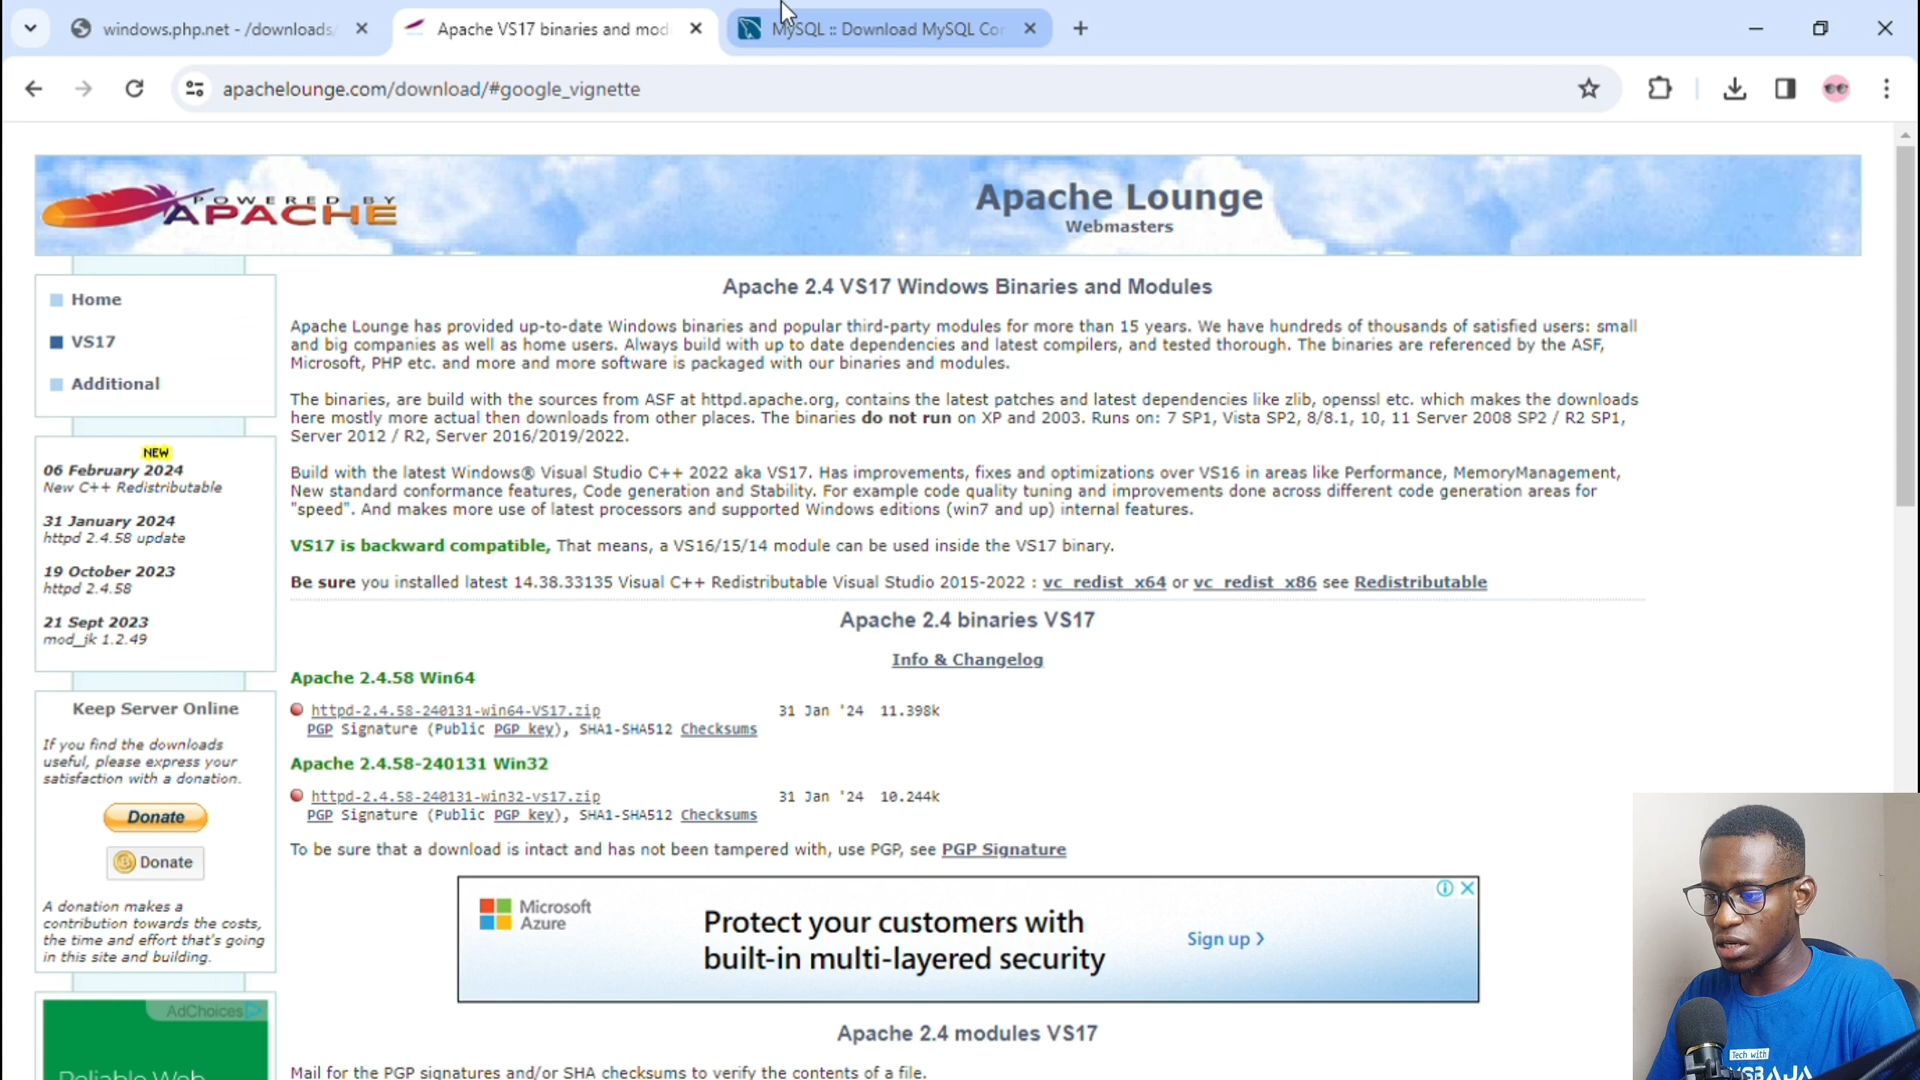 windows.php.net - /downloads/
Apache VS17 binaries and mod
MySQL :: Download MySQL Cor
apachelounge.com/download/#google_vignette
POWERED BY
APACHE
Apache Lounge
Webmasters
Home
VS17
Additional
NEW
06 February 2024
New C++ Redistributable
31 January 2024
httpd 2.4.58 update
19 October 2023
httpd 2.4.58
21 Sept 2023
mod_jk 1.2.49
Keep Server Online
If you find the downloads
useful, please express your
satisfaction with a donation.
Donate
Donate
A donation makes a
contribution towards the costs,
the time and effort that's going
in this site and building.
AdChoices
Reliable Web
Apache 2.4 VS17 Windows Binaries and Modules
Apache Lounge has provided up-to-date Windows binaries and popular third-party modules for more than 15 years. We have hundreds of thousands of satisfied users: small
and big companies as well as home users. Always build with up to date dependencies and latest compilers, and tested thorough. The binaries are referenced by the ASF,
Microsoft, PHP etc. and more and more software is packaged with our binaries and modules.
The binaries, are build with the sources from ASF at httpd.apache.org, contains the latest patches and latest dependencies like zlib, openssl etc. which makes the downloads
here mostly more actual then downloads from other places. The binaries do not run on XP and 2003. Runs on: 7 SP1, Vista SP2, 8/8.1, 10, 11 Server 2008 SP2 / R2 SP1,
Server 2012 / R2, Server 2016/2019/2022.
Build with the latest Windows® Visual Studio C++ 2022 aka VS17. Has improvements, fixes and optimizations over VS16 in areas like Performance, MemoryManagement,
New standard conformance features, Code generation and Stability. For example code quality tuning and improvements done across different code generation areas for
"speed". And makes more use of latest processors and supported Windows editions (win7 and up) internal features.
VS17 is backward compatible, That means, a VS16/15/14 module can be used inside the VS17 binary.
Be sure you installed latest 14.38.33135 Visual C++ Redistributable Visual Studio 2015-2022 : vc_redist_x64 or vc_redist_x86 see Redistributable
Apache 2.4 binaries VS17
Info & Changelog
Apache 2.4.58 Win64
httpd-2.4.58-240131-win64-VS17.zip 31 Jan '24 11.398k
PGP Signature (Public PGP key), SHA1-SHA512 Checksums
Apache 2.4.58-240131 Win32
httpd-2.4.58-240131-win32-vs17.zip 31 Jan '24 10.244k
PGP Signature (Public PGP key), SHA1-SHA512 Checksums
To be sure that a download is intact and has not been tampered with, use PGP, see PGP Signature
Microsoft
Azure
Protect your customers with
built-in multi-layered security
Sign up >
Apache 2.4 modules VS17
Mail for the PGP signatures and/or SHA checksums to verify the contents of a file.
Tech with